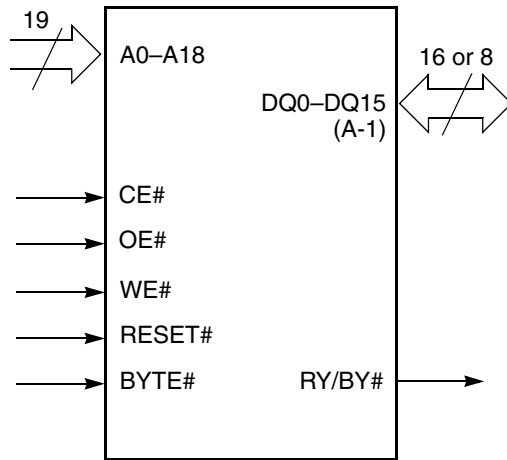 19
A0–A18
16 or 8
DQ0–DQ15
(A-1)
CE#
OE#
WE#
RESET#
BYTE#
RY/BY#